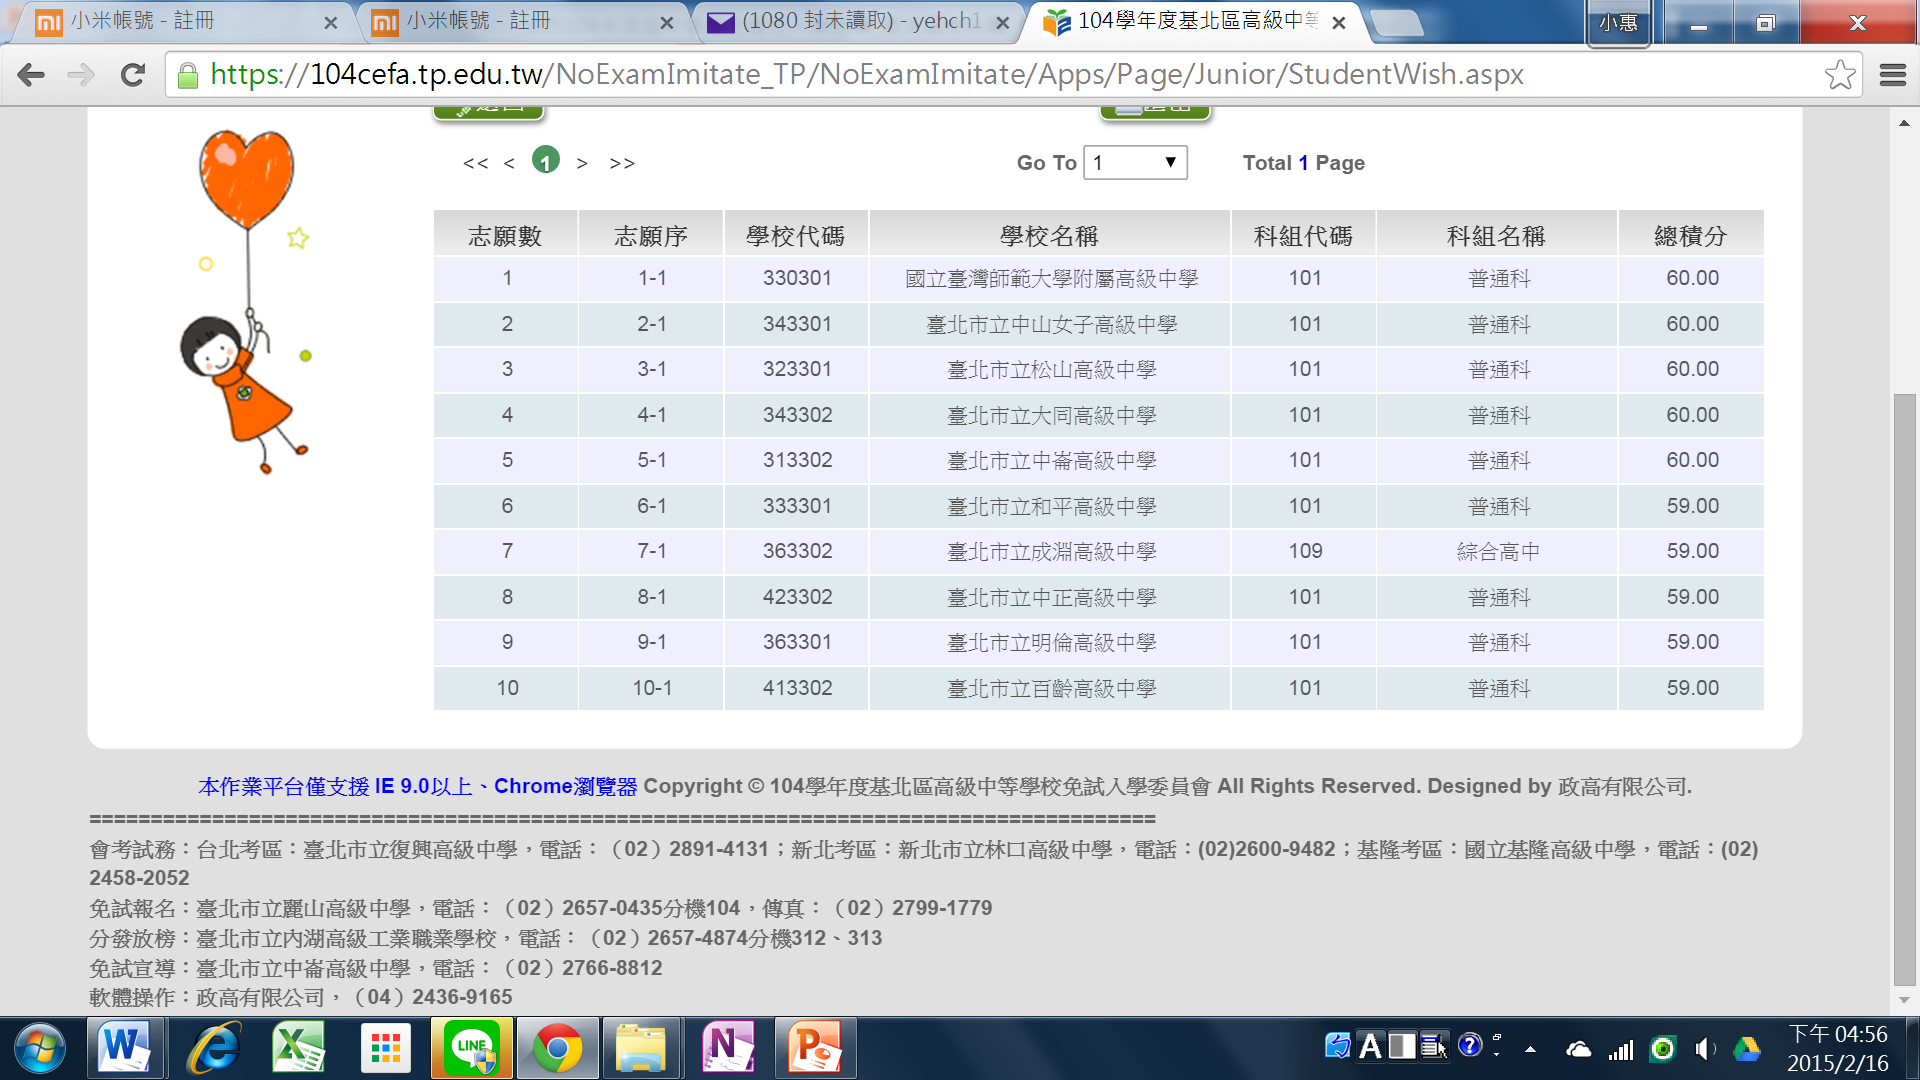 小米帳號 - 註冊
小米帳號 - 註冊
(1080 封未讀取) - yehch1
104學年度基北區高級中等
小惠
https://104cefa.tp.edu.tw/NoExamImitate_TP/NoExamImitate/Apps/Page/Junior/StudentWish.aspx
<< < 1 > >> Go To 1 Total 1 Page
志願數 志願序 學校代碼 學校名稱 科組代碼 科組名稱 總積分
1 1-1 330301 國立臺灣師範大學附屬高級中學 101 普通科 60.00
2 2-1 343301 臺北市立中山女子高級中學 101 普通科 60.00
3 3-1 323301 臺北市立松山高級中學 101 普通科 60.00
4 4-1 343302 臺北市立大同高級中學 101 普通科 60.00
5 5-1 313302 臺北市立中崙高級中學 101 普通科 60.00
6 6-1 333301 臺北市立和平高級中學 101 普通科 59.00
7 7-1 363302 臺北市立成淵高級中學 109 綜合高中 59.00
8 8-1 423302 臺北市立中正高級中學 101 普通科 59.00
9 9-1 363301 臺北市立明倫高級中學 101 普通科 59.00
10 10-1 413302 臺北市立百齡高級中學 101 普通科 59.00
本作業平台僅支援 IE 9.0以上、Chrome瀏覽器 Copyright © 104學年度基北區高級中等學校免試入學委員會 All Rights Reserved. Designed by 政高有限公司.
=======================================================================================
會考試務：台北考區：臺北市立復興高級中學，電話：（02）2891-4131；新北考區：新北市立林口高級中學，電話：(02)2600-9482；基隆考區：國立基隆高級中學，電話：(02)
2458-2052
免試報名：臺北市立麗山高級中學，電話：（02）2657-0435分機104，傳真：（02）2799-1779
分發放榜：臺北市立內湖高級工業職業學校，電話：（02）2657-4874分機312、313
免試宣導：臺北市立中崙高級中學，電話：（02）2766-8812
軟體操作：政高有限公司，（04）2436-9165
LINE
A
下午 04:56
2015/2/16